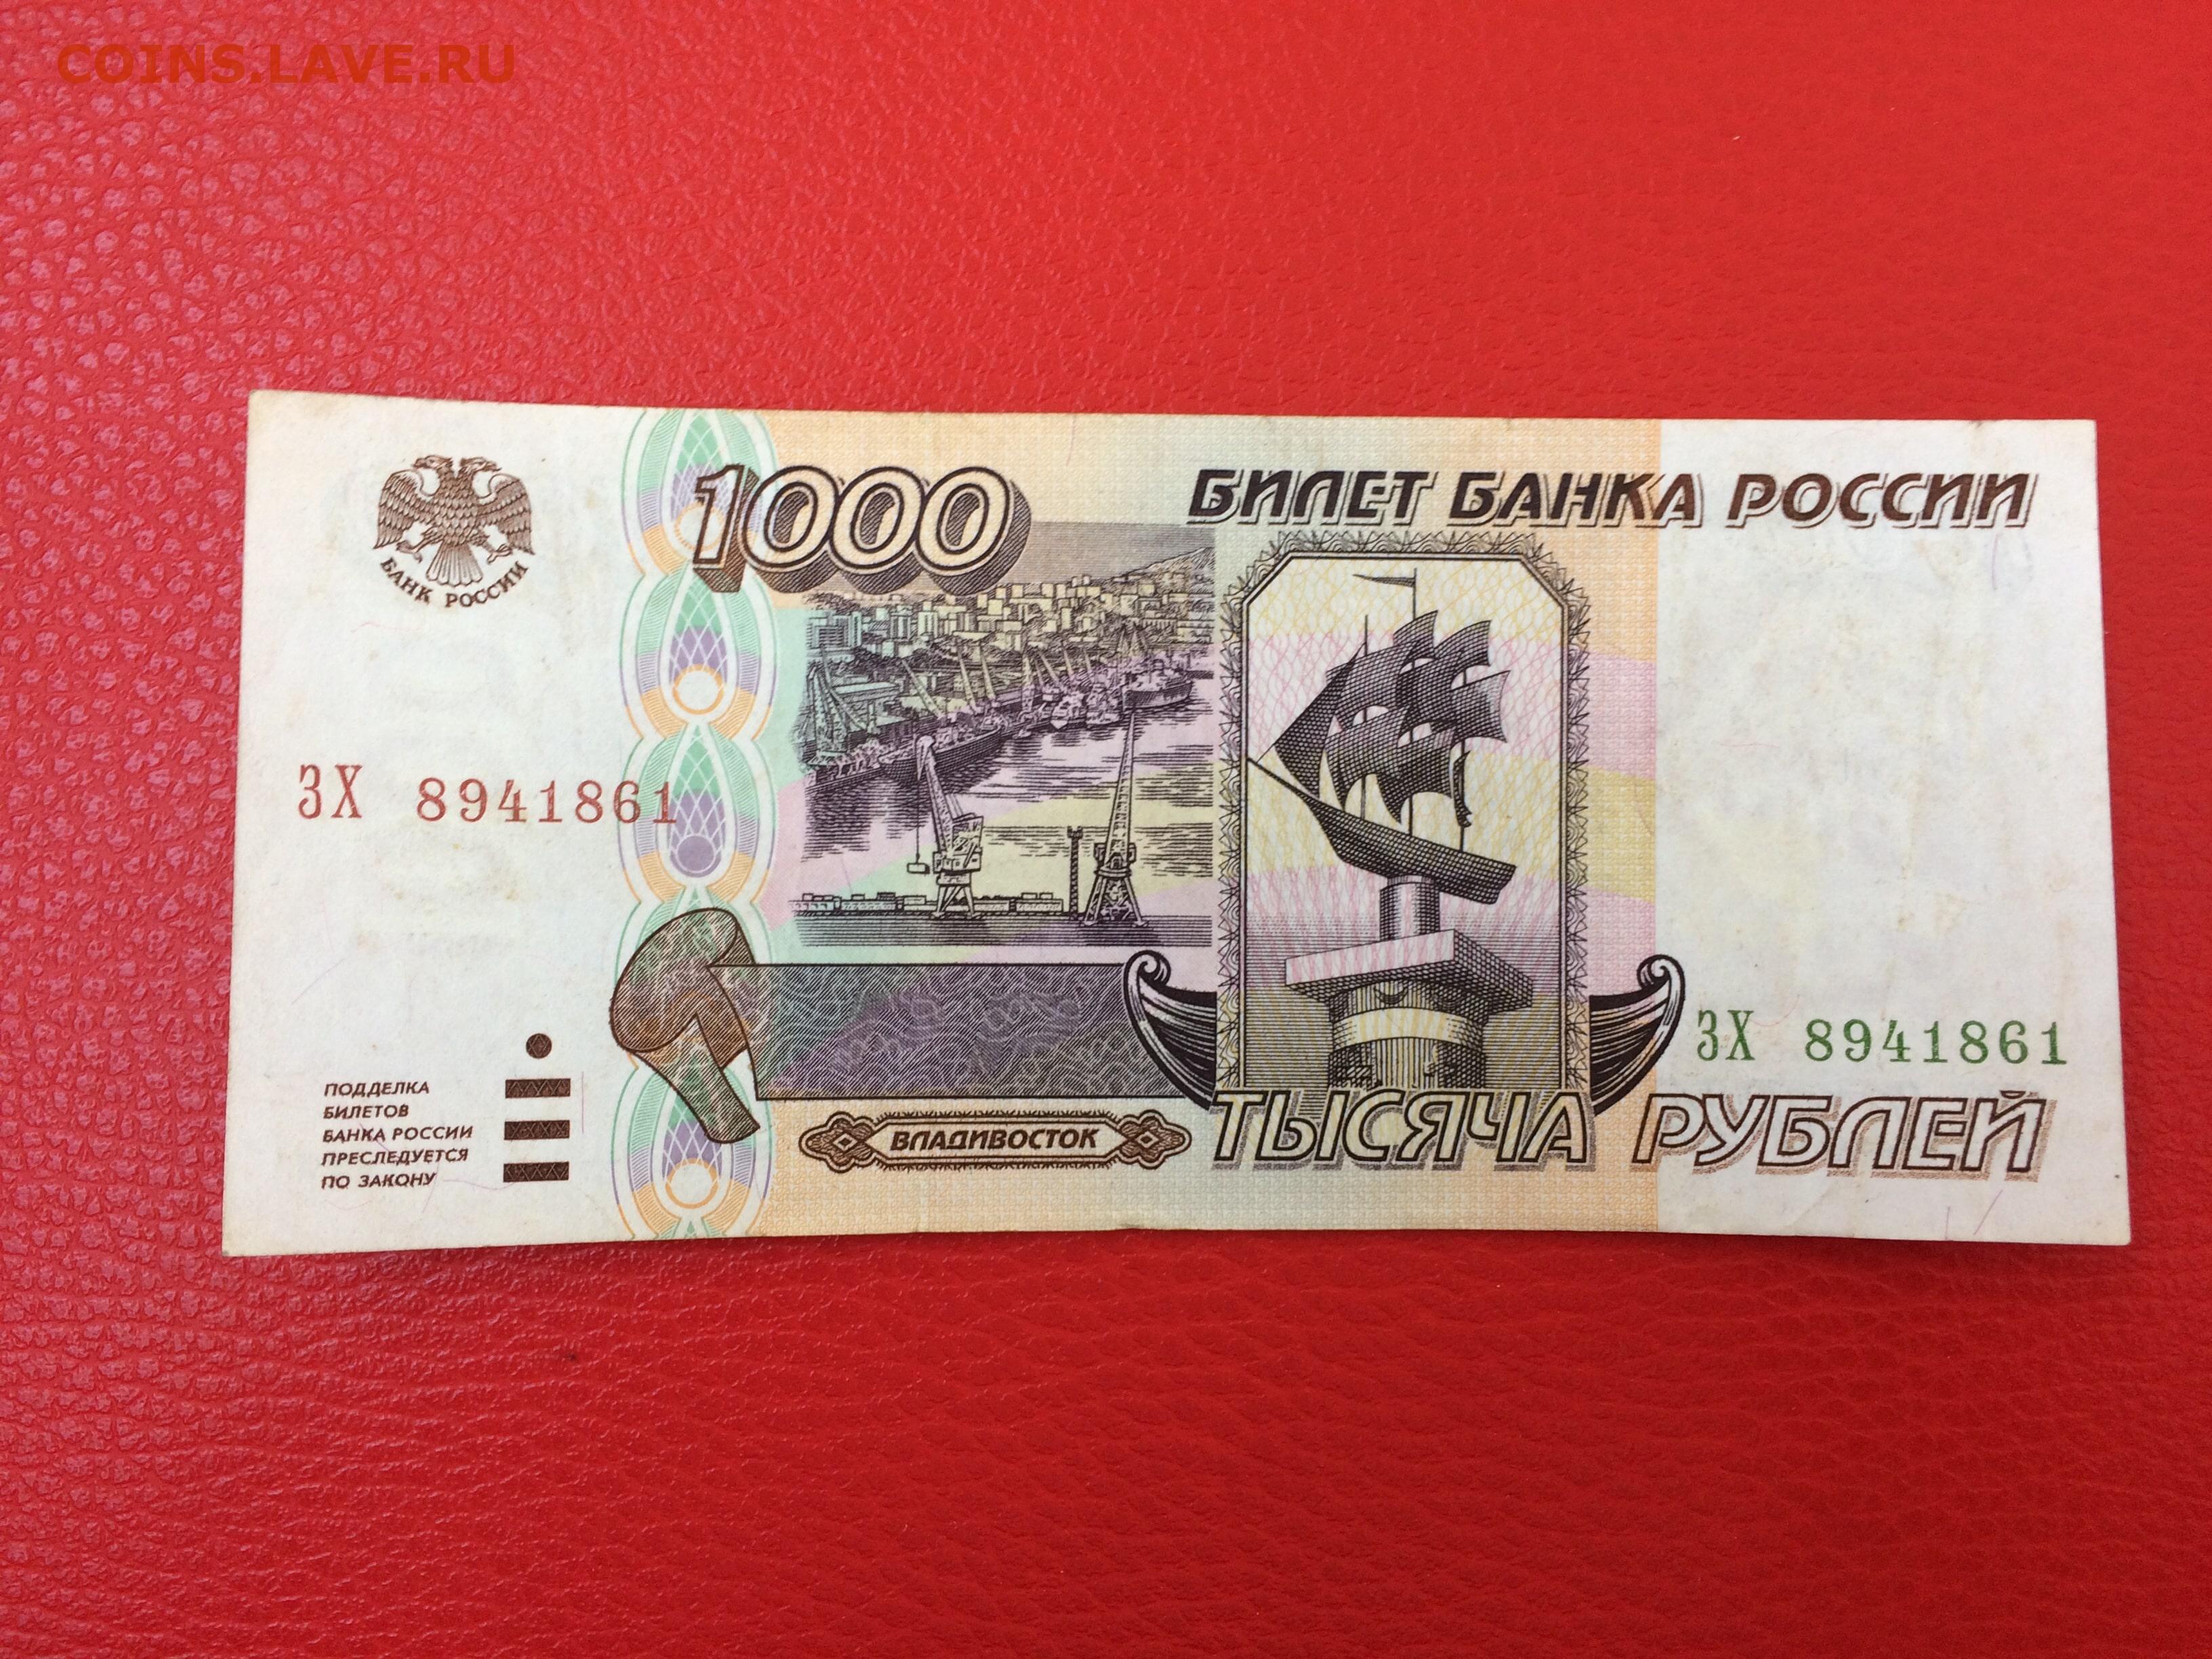 COINS.LAVE.RU
1000
БИЛЕТ БАНКА РОССИИ
БАНК РОССИИ
ЗХ 8941861
ЗХ 8941861
ПОДДЕЛКА
БИЛЕТОВ
БАНКА РОССИИ
ПРЕСЛЕДУЕТСЯ
ПО ЗАКОНУ
ВЛАДИВОСТОК
ТЫСЯЧА РУБЛЕЙ